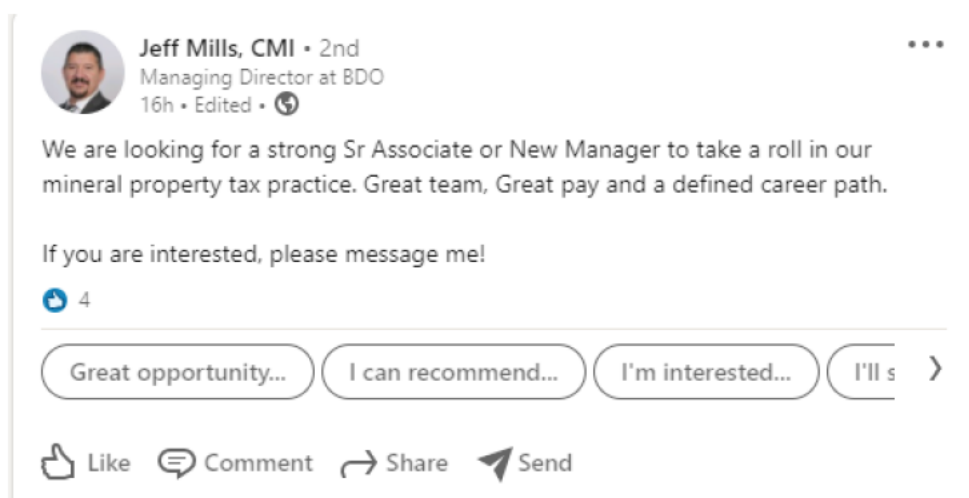 Jeff Mills, CMI • 2nd
Managing Director at BDO
16h • Edited •
We are looking for a strong Sr Associate or New Manager to take a roll in our
mineral property tax practice. Great team, Great pay and a defined career path.
If you are interested, please message me!
4
Great opportunity... I can recommend... I'm interested... I'll s
Like Comment Share Send